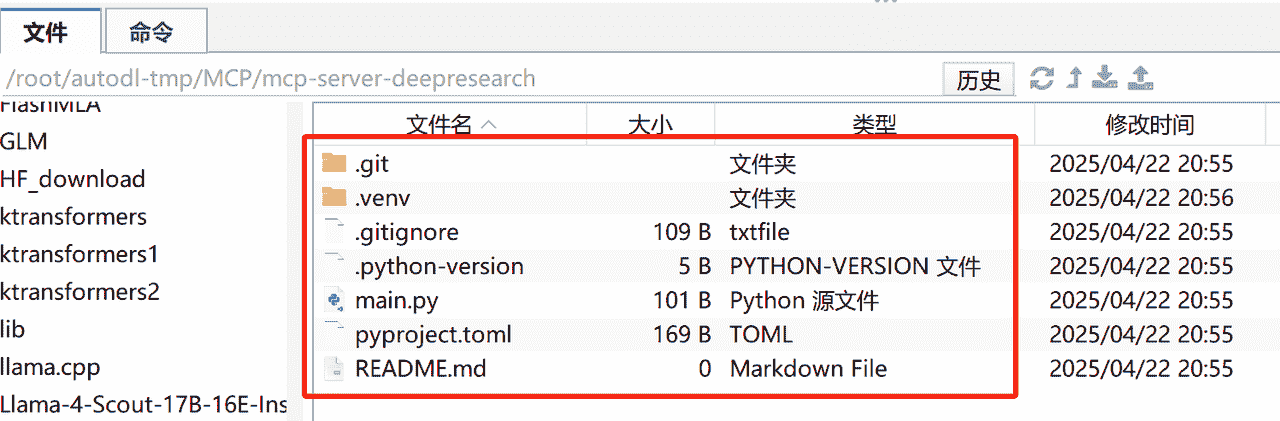 文件 命令
/root/autodl-tmp/MCP/mcp-server-deepresearch 历史
FlashMLA
GLM
HF_download
ktransformers
ktransformers1
ktransformers2
lib
llama.cpp
Llama-4-Scout-17B-16E-Ins
文件名 大小 类型 修改时间
.git 文件夹 2025/04/22 20:55
.venv 文件夹 2025/04/22 20:56
.gitignore 109 B txtfile 2025/04/22 20:55
.python-version 5 B PYTHON-VERSION 文件 2025/04/22 20:55
main.py 101 B Python 源文件 2025/04/22 20:55
pyproject.toml 169 B TOML 2025/04/22 20:55
README.md 0 Markdown File 2025/04/22 20:55